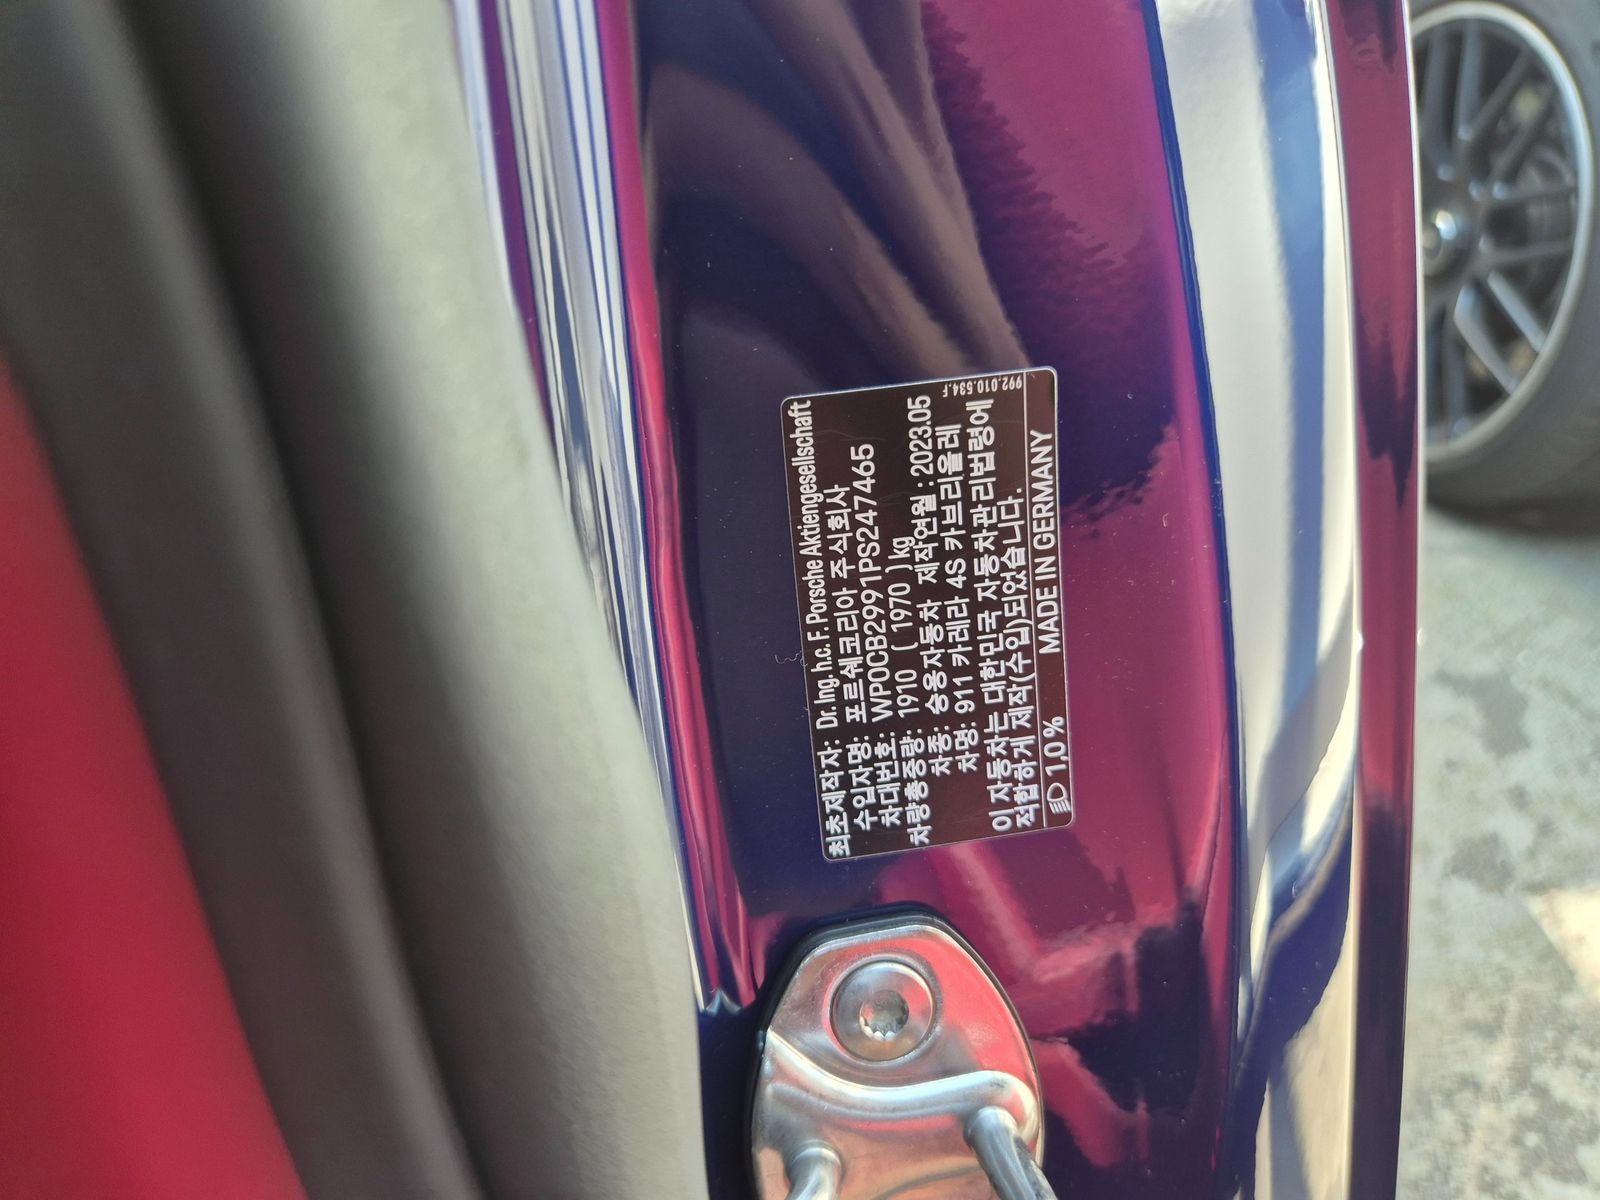 최초제작자: Dr. Ing. h.c. F. Porsche Aktiengesellschaft
수입자명: 포르쉐코리아 주식회사
차대번호: WP0CB2991PS247465
차량총중량: 1910 ( 1970 ) kg
차종: 승용자동차 제작연월 : 2023.05
차명: 911 카레라 4S 카브리올레
이 자동차는 대한민국 자동차관리법령에
적합하게 제작(수입)되었습니다.
1,0 % MADE IN GERMANY
992.010.534.F